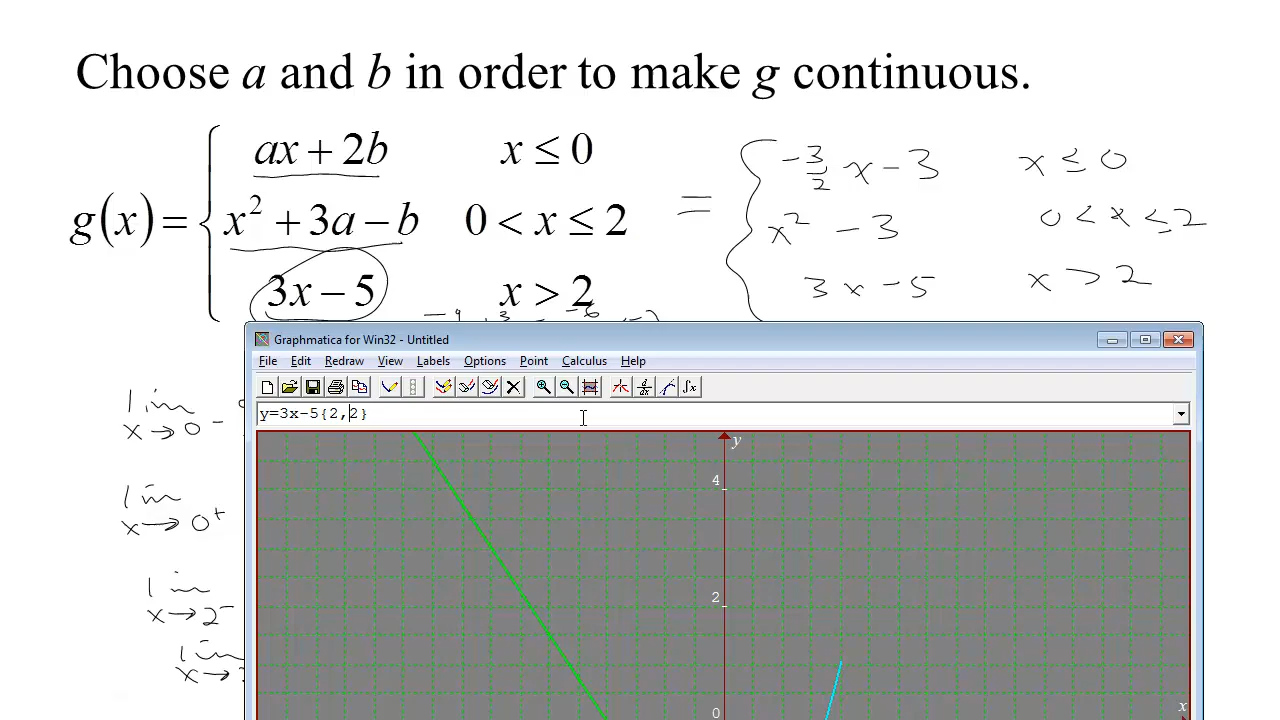 Choose a and b in order to make g continuous.
ax + 2b x ≤ 0
g(x) = { x² + 3a − b 0 < x ≤ 2
3x − 5 x > 2
= { -3/2 x - 3 x ≤ 0
x² - 3 0 < x ≤ 2
3x - 5 x > 2
Graphmatica for Win32 - Untitled
File Edit Redraw View Labels Options Point Calculus Help
y=3x-5{2,2}
y
4
2
0
x
lim
x → 0 -
lim
x → 0+
lim
x → 2-
lim
x →